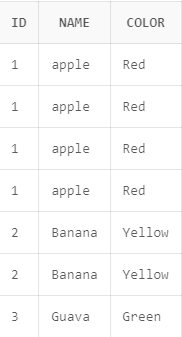 ID NAME COLOR
1 apple Red
1 apple Red
1 apple Red
1 apple Red
2 Banana Yellow
2 Banana Yellow
3 Guava Green